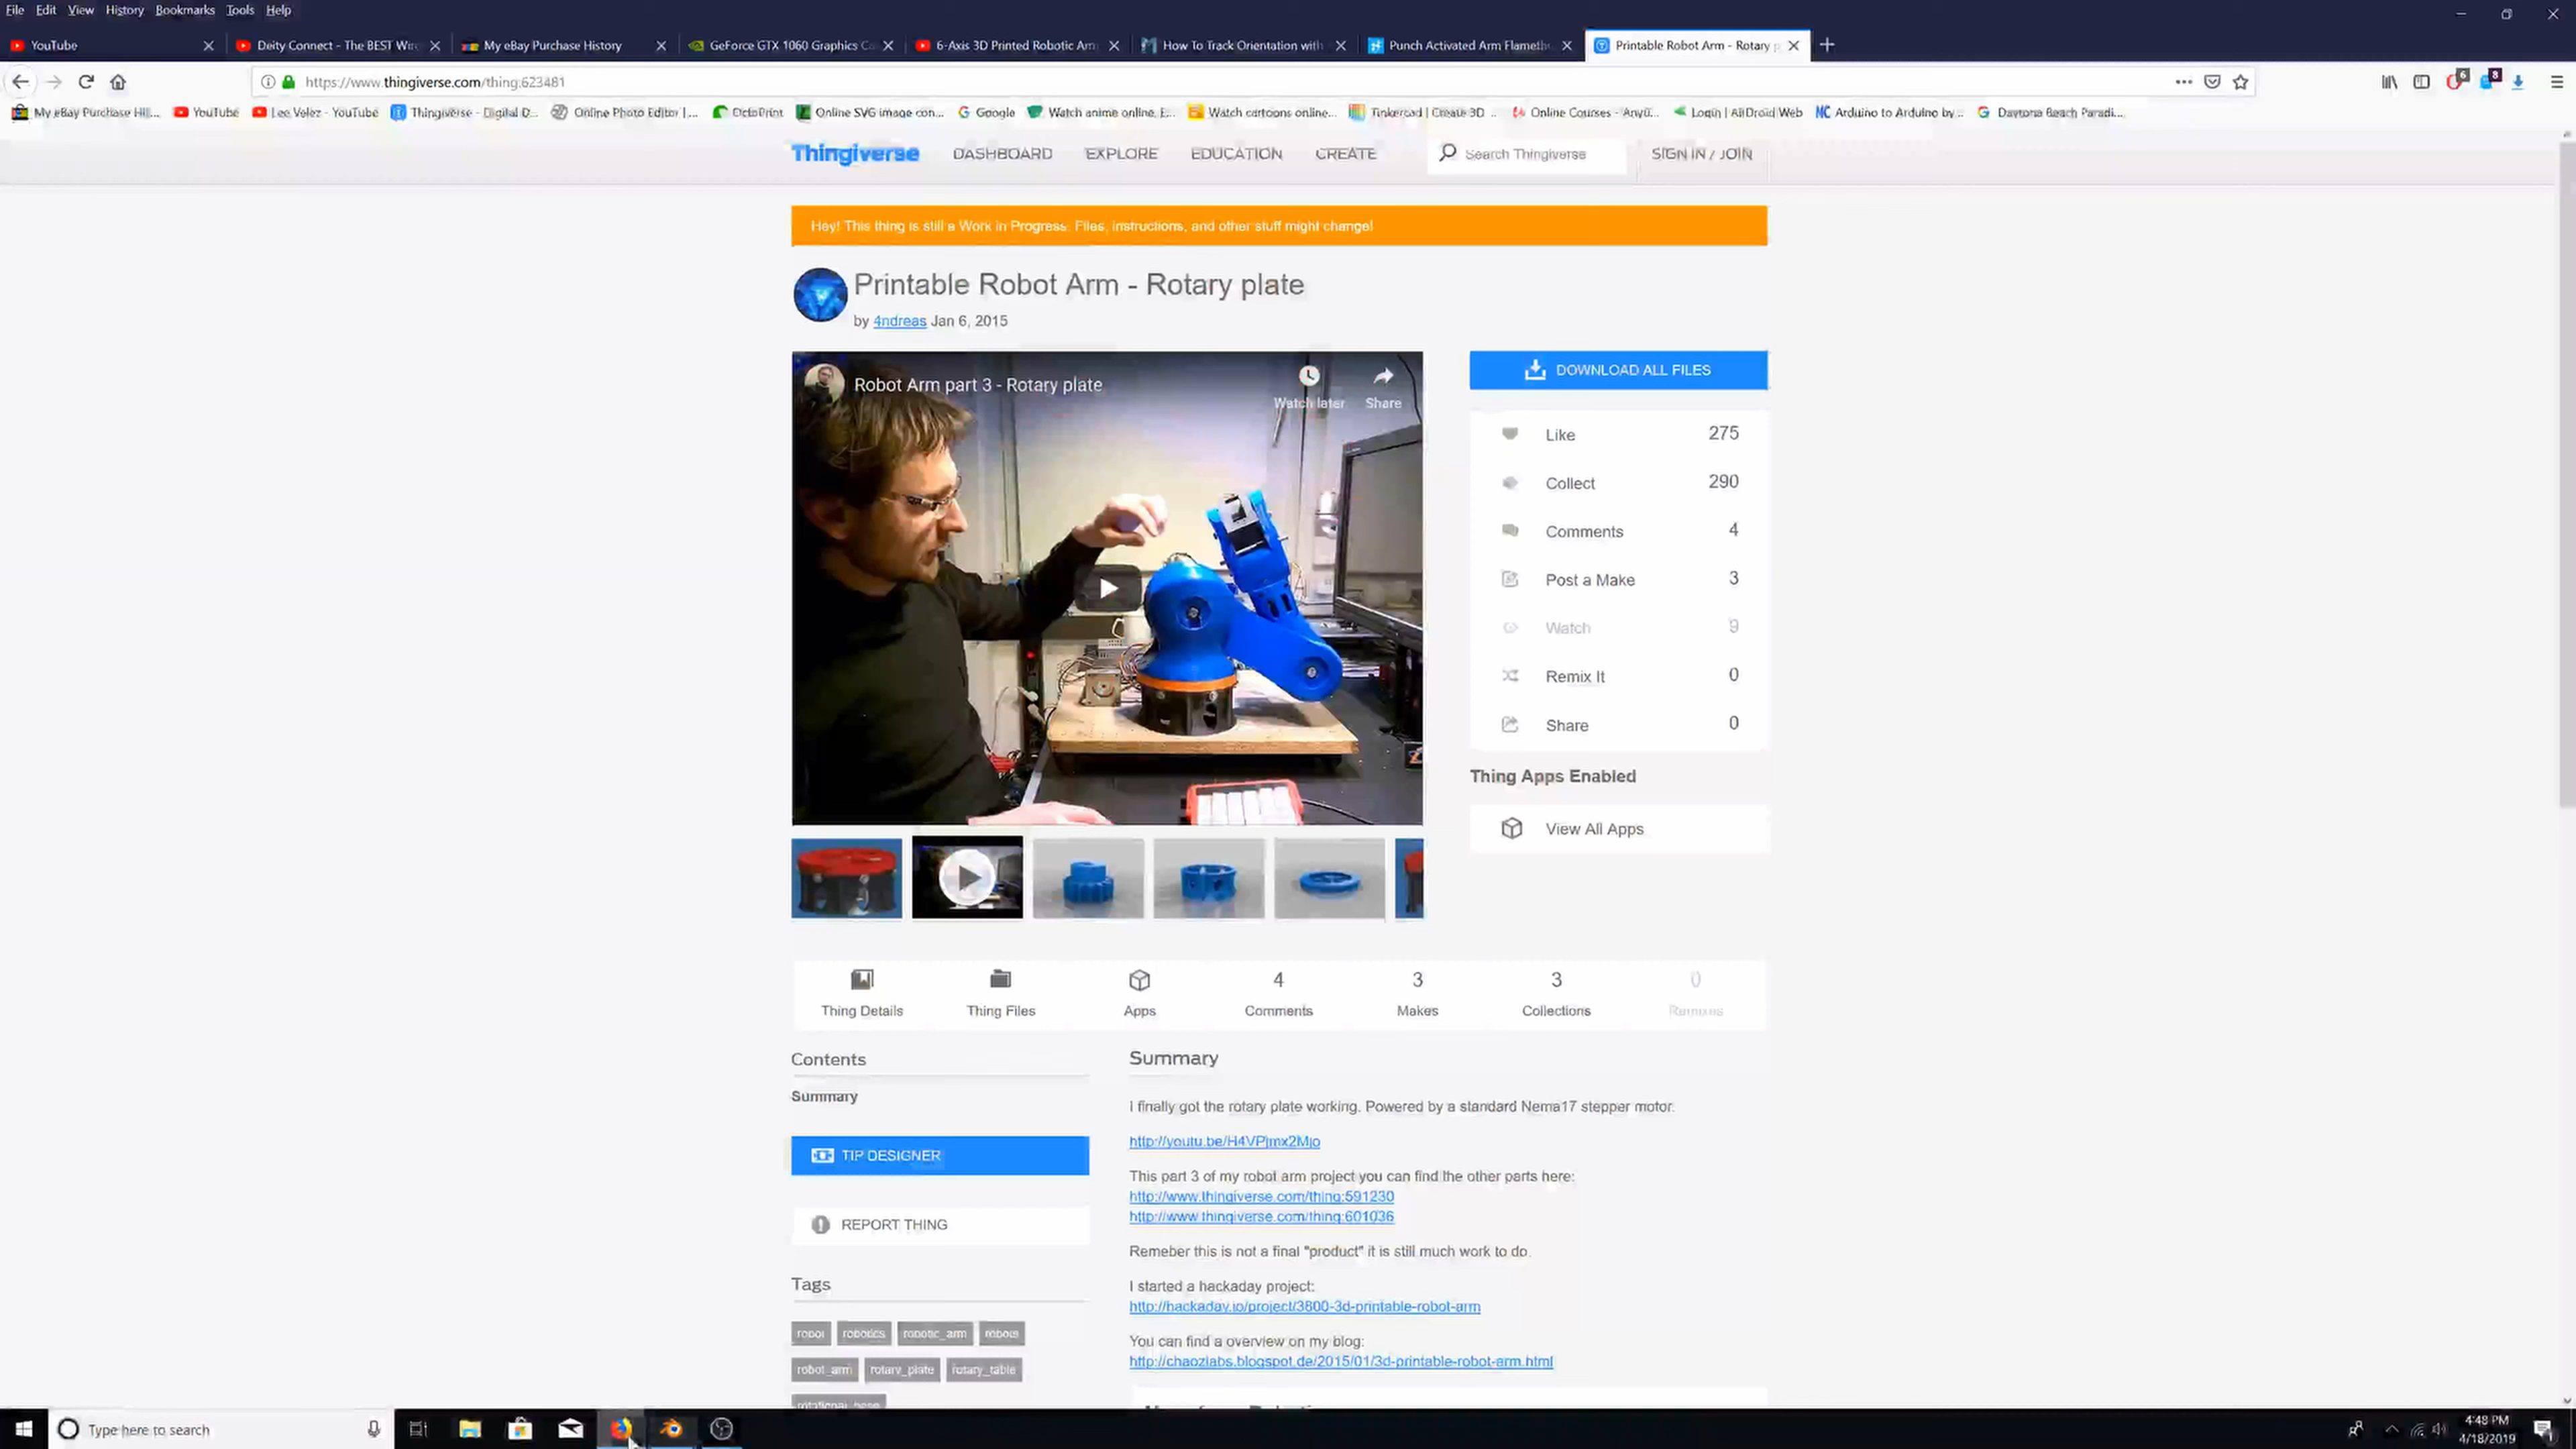 File Edit View History Bookmarks Tools Help
YouTube
Deity Connect - The BEST Wir
My eBay Purchase History
GeForce GTX 1060 Graphics Ca
6-Axis 3D Printed Robotic Arm
How To Track Orientation with
Punch Activated Arm Flameth
Printable Robot Arm - Rotary p
https://www.thingiverse.com/thing:623481
6
8
My eBay Purchase Hi...
YouTube
Lee Velez - YouTube
Thingiverse - Digital D...
Online Photo Editor |...
OctoPrint
Online SVG image con...
Google
Watch anime online, E...
Watch cartoons online...
Tinkercad | Create 3D ...
Online Courses - Anyti...
Login | AirDroid Web
Arduino to Arduino by...
Daytona Beach Paradi...
Thingiverse
DASHBOARD
EXPLORE
EDUCATION
CREATE
Search Thingiverse
SIGN IN / JOIN
Hey! This thing is still a Work in Progress. Files, instructions, and other stuff might change!
Printable Robot Arm - Rotary plate
by 4ndreas Jan 6, 2015
Robot Arm part 3 - Rotary plate
Watch later
Share
DOWNLOAD ALL FILES
Like 275
Collect 290
Comments 4
Post a Make 3
Watch 9
Remix It 0
Share 0
Thing Apps Enabled
View All Apps
Thing Details
Thing Files
Apps
4 Comments
3 Makes
3 Collections
0 Remixes
Contents
Summary
TIP DESIGNER
REPORT THING
Tags
robot robotics robotic_arm robots
robot_arm rotary_plate rotary_table
rotational_base
Summary
I finally got the rotary plate working. Powered by a standard Nema17 stepper motor.
http://youtu.be/H4VPjmx2Mjo
This part 3 of my robot arm project you can find the other parts here:
http://www.thingiverse.com/thing:591230
http://www.thingiverse.com/thing:601036
Remeber this is not a final "product" it is still much work to do.
I started a hackaday project:
http://hackaday.io/project/3800-3d-printable-robot-arm
You can find a overview on my blog:
http://chaozlabs.blogspot.de/2015/01/3d-printable-robot-arm.html
Type here to search
4:48 PM
4/18/2019